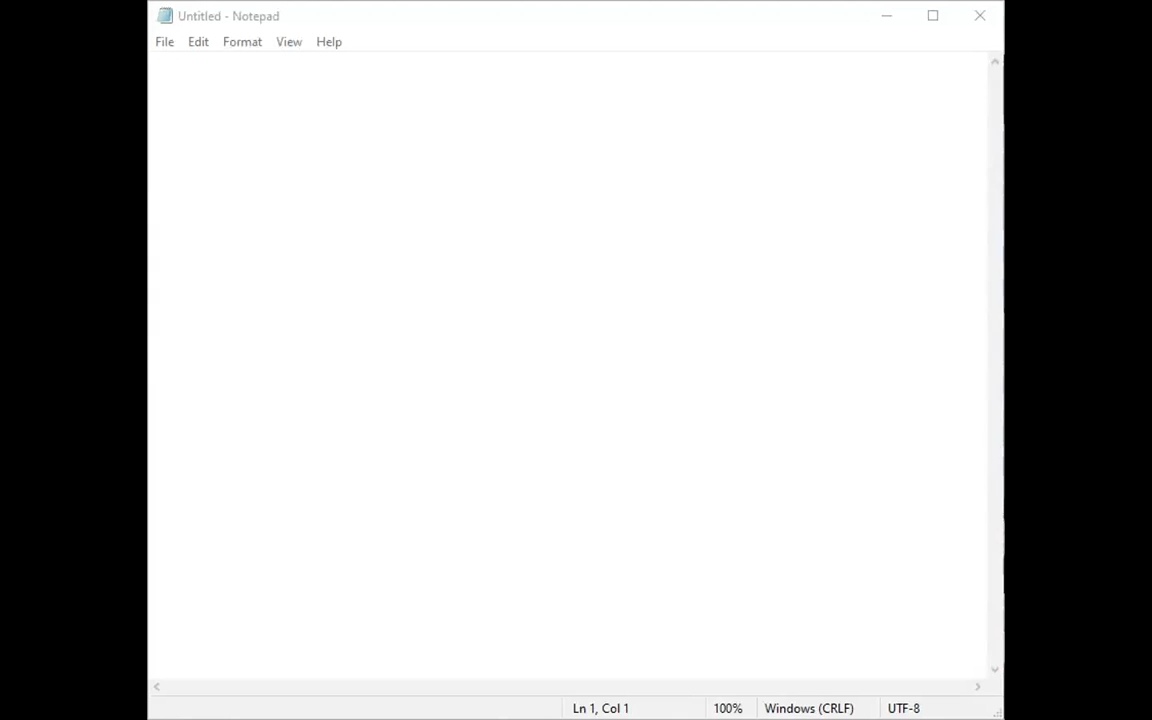 Untitled - Notepad
File Edit Format View Help
Ln 1, Col 1 100% Windows (CRLF) UTF-8